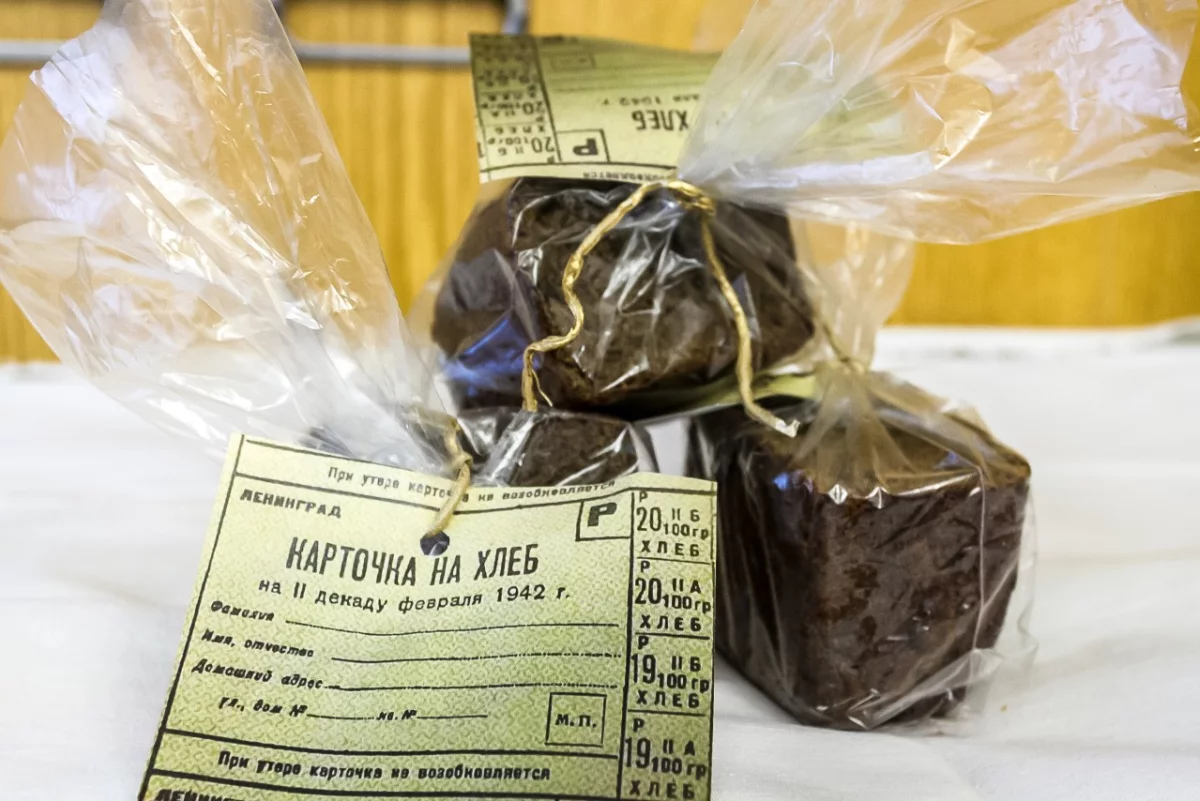 ХЛЕБ
Р
При утере карточка не возобновляется
ЛЕНИНГРАД
Р
КАРТОЧКА НА ХЛЕБ
на II декаду февраля 1942 г.
Фамилия
Имя, отчество
Домашний адрес
ул., дом № кв. №
М.П.
При утере карточка не возобновляется
Р
20 II Б
100 гр
ХЛЕБ
Р
20 II А
100 гр
ХЛЕБ
Р
19 II Б
100 гр
ХЛЕБ
Р
19 II А
100 гр
ХЛЕБ